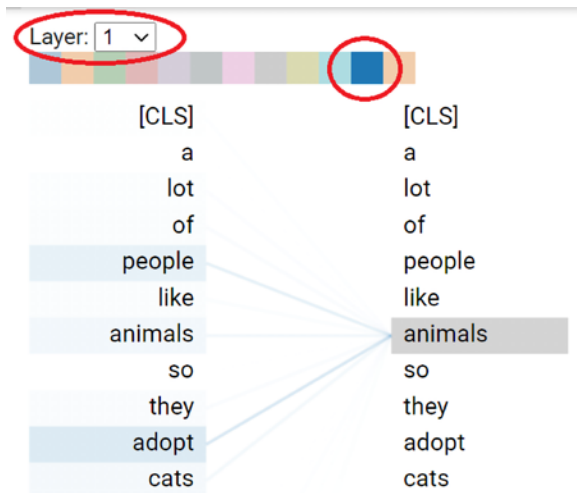 Layer: 1
[CLS] [CLS]
a a
lot lot
of of
people people
like like
animals animals
so so
they they
adopt adopt
cats cats